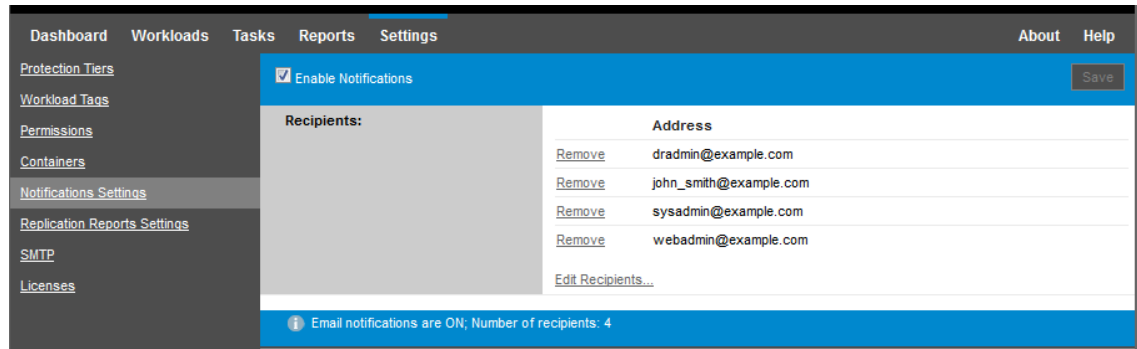 Dashboard Workloads Tasks Reports Settings About Help
Protection Tiers
Workload Tags
Permissions
Containers
Notifications Settings
Replication Reports Settings
SMTP
Licenses
Enable Notifications Save
Recipients:
Address
Remove dradmin@example.com
Remove john_smith@example.com
Remove sysadmin@example.com
Remove webadmin@example.com
Edit Recipients...
Email notifications are ON; Number of recipients: 4